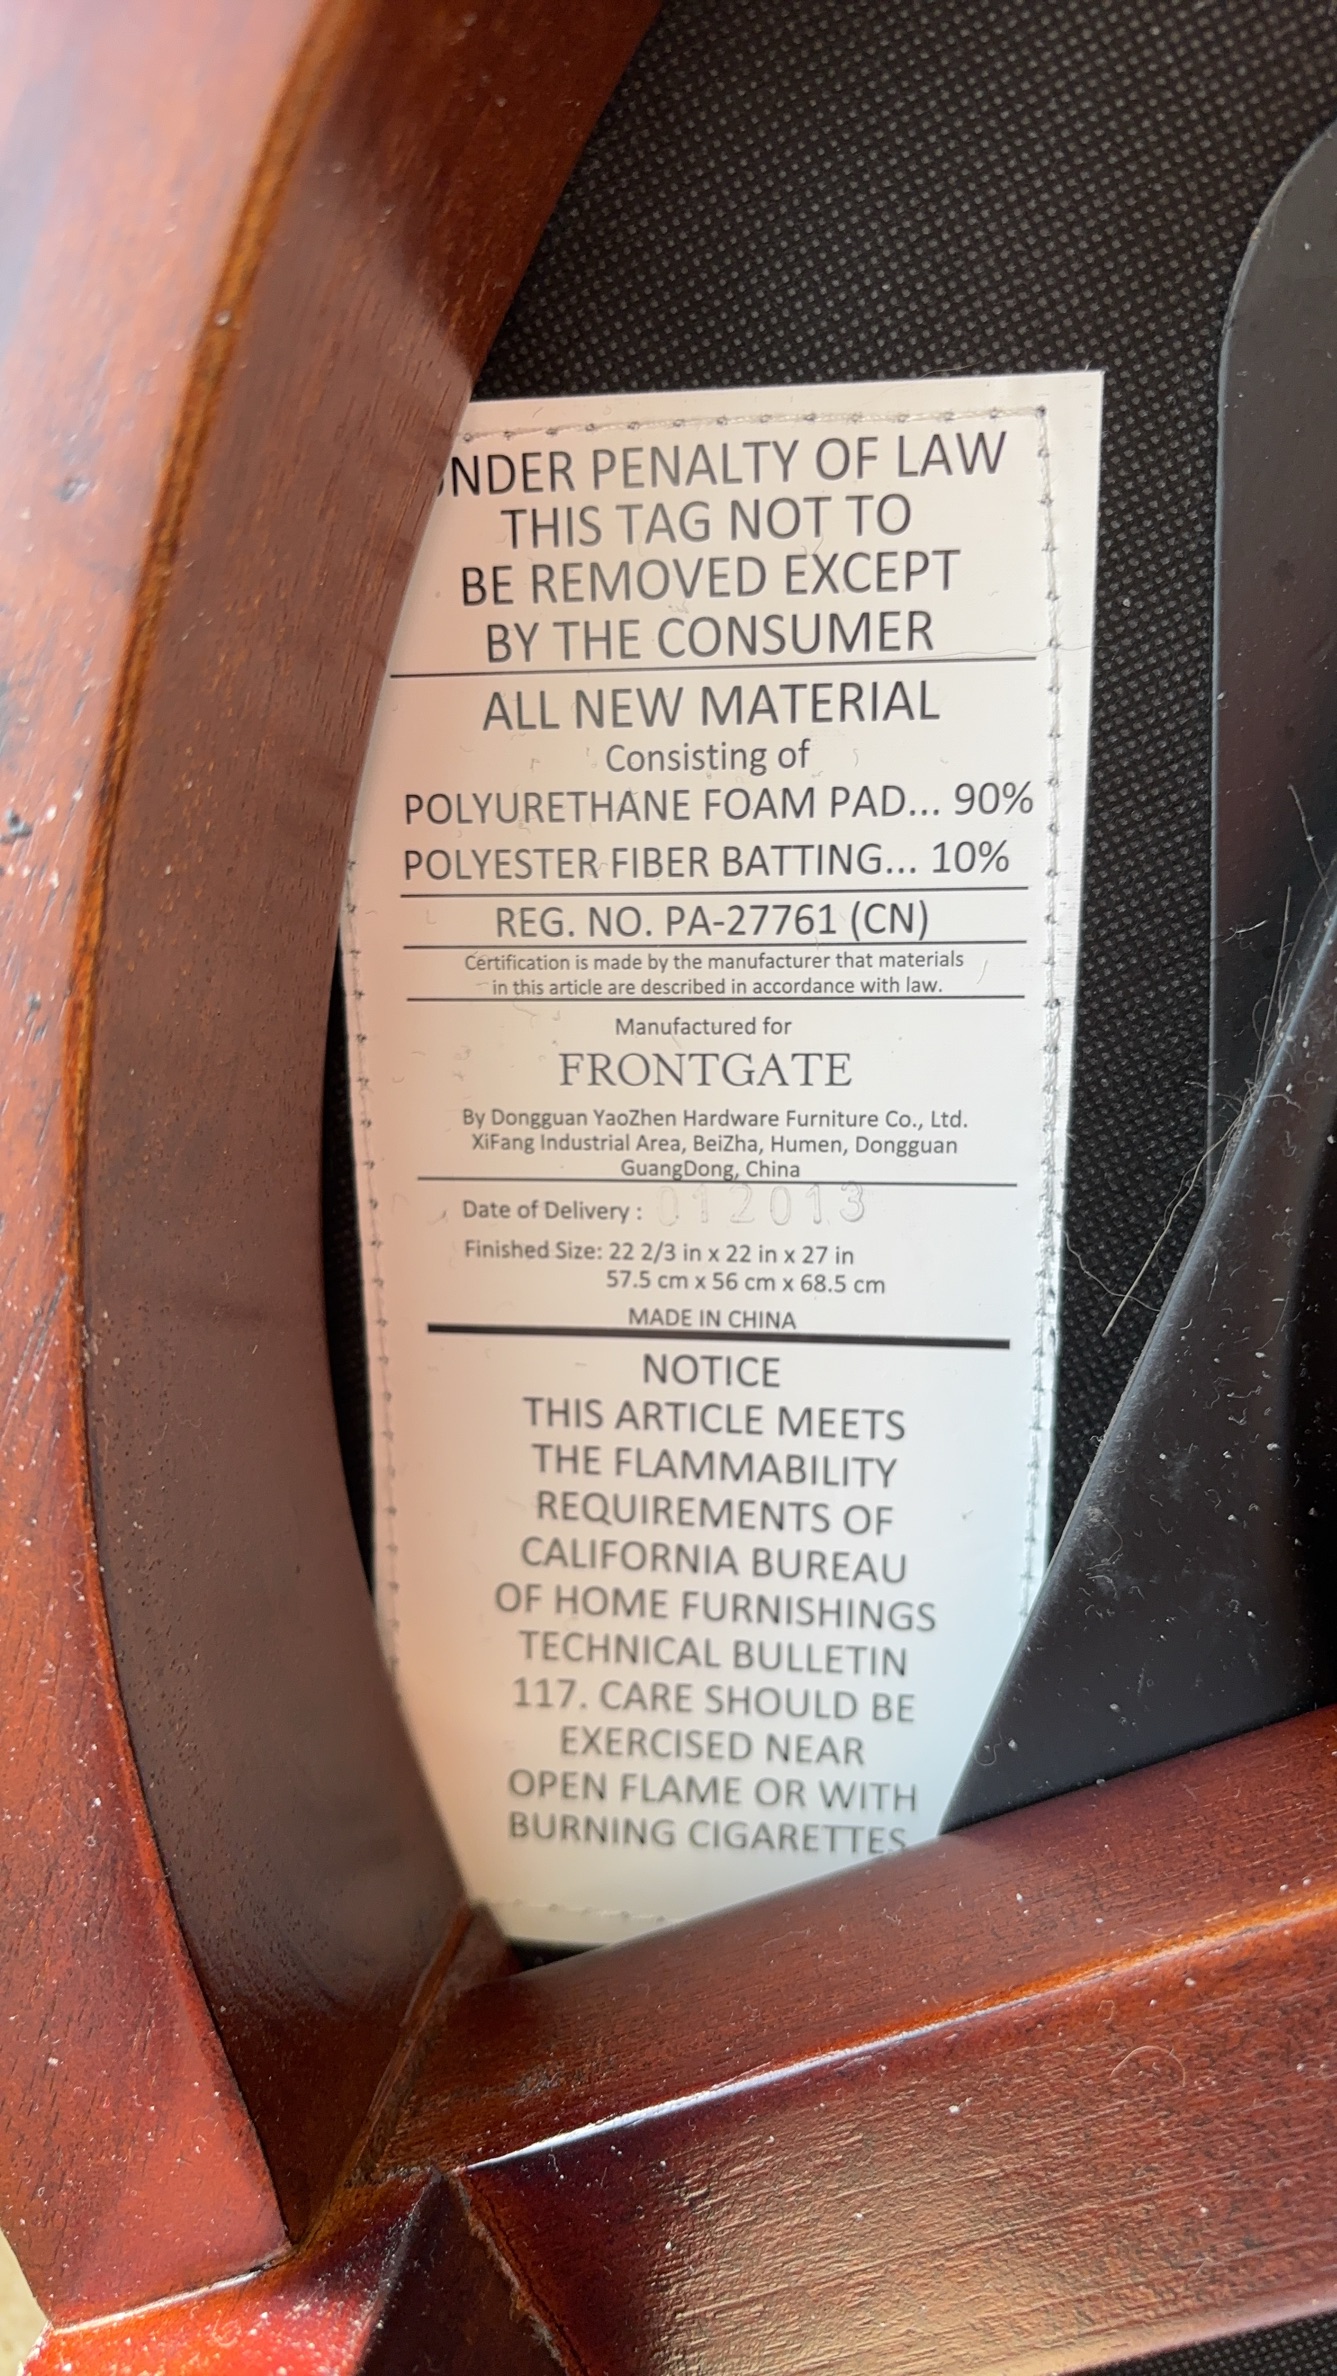 UNDER PENALTY OF LAW
THIS TAG NOT TO
BE REMOVED EXCEPT
BY THE CONSUMER
ALL NEW MATERIAL
Consisting of
POLYURETHANE FOAM PAD... 90%
POLYESTER FIBER BATTING... 10%
REG. NO. PA-27761 (CN)
Certification is made by the manufacturer that materials
in this article are described in accordance with law.
Manufactured for
FRONTGATE
By Dongguan YaoZhen Hardware Furniture Co., Ltd.
XiFang Industrial Area, BeiZha, Humen, Dongguan
GuangDong, China
Date of Delivery : 012013
Finished Size: 22 2/3 in x 22 in x 27 in
57.5 cm x 56 cm x 68.5 cm
MADE IN CHINA
NOTICE
THIS ARTICLE MEETS
THE FLAMMABILITY
REQUIREMENTS OF
CALIFORNIA BUREAU
OF HOME FURNISHINGS
TECHNICAL BULLETIN
117. CARE SHOULD BE
EXERCISED NEAR
OPEN FLAME OR WITH
BURNING CIGARETTES.